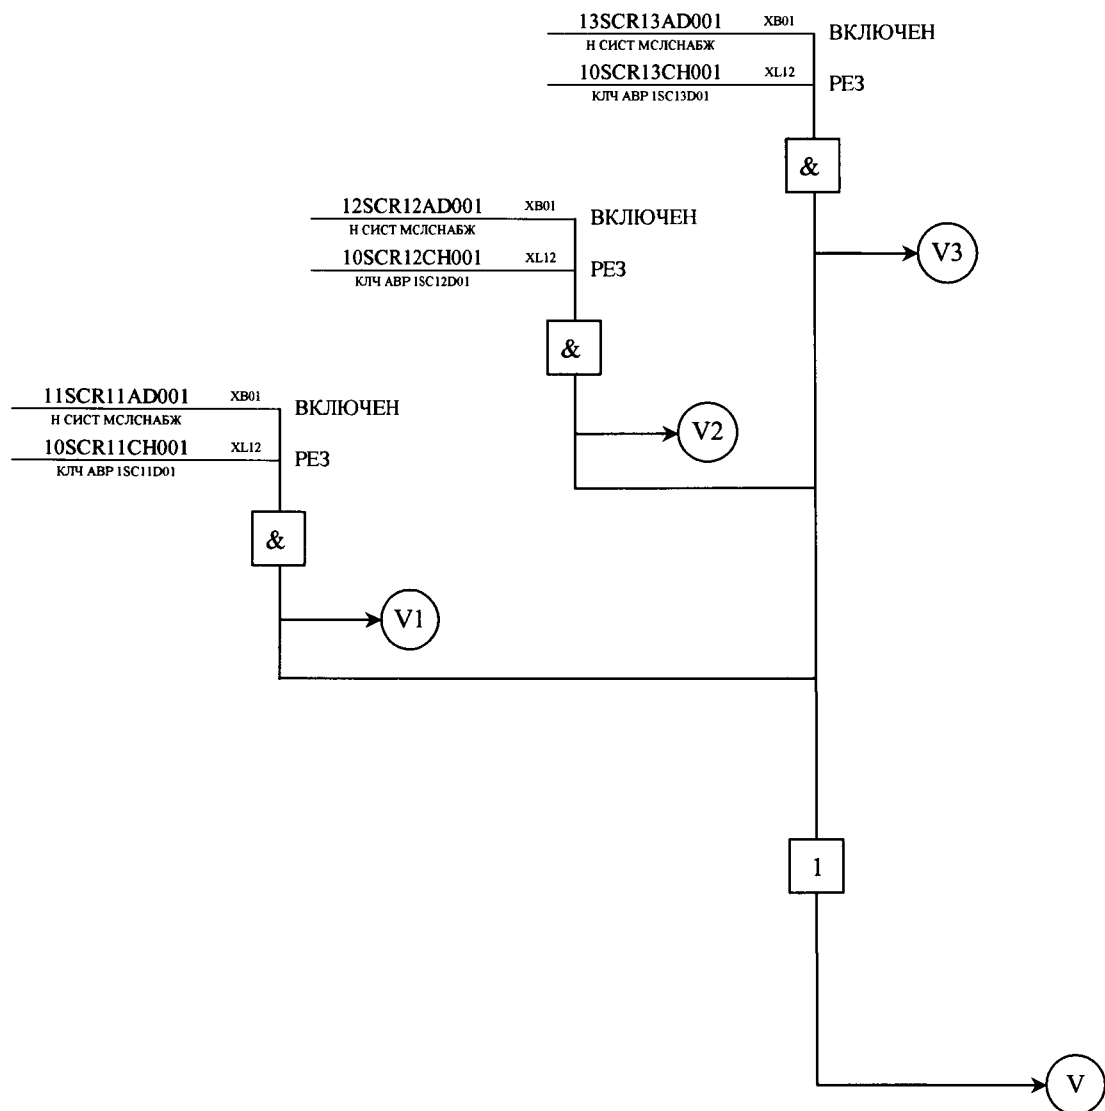 13SCR13AD001 XB01 ВКЛЮЧЕН
Н СИСТ МСЛСНАБЖ
10SCR13CH001 XL12 РЕЗ
КЛЧ АВР 1SC13D01
&
12SCR12AD001 XB01 ВКЛЮЧЕН
Н СИСТ МСЛСНАБЖ
V3
10SCR12CH001 XL12 РЕЗ
КЛЧ АВР 1SC12D01
&
11SCR11AD001 XB01 ВКЛЮЧЕН
Н СИСТ МСЛСНАБЖ
V2
10SCR11CH001 XL12 РЕЗ
КЛЧ АВР 1SC11D01
&
V1
1
V